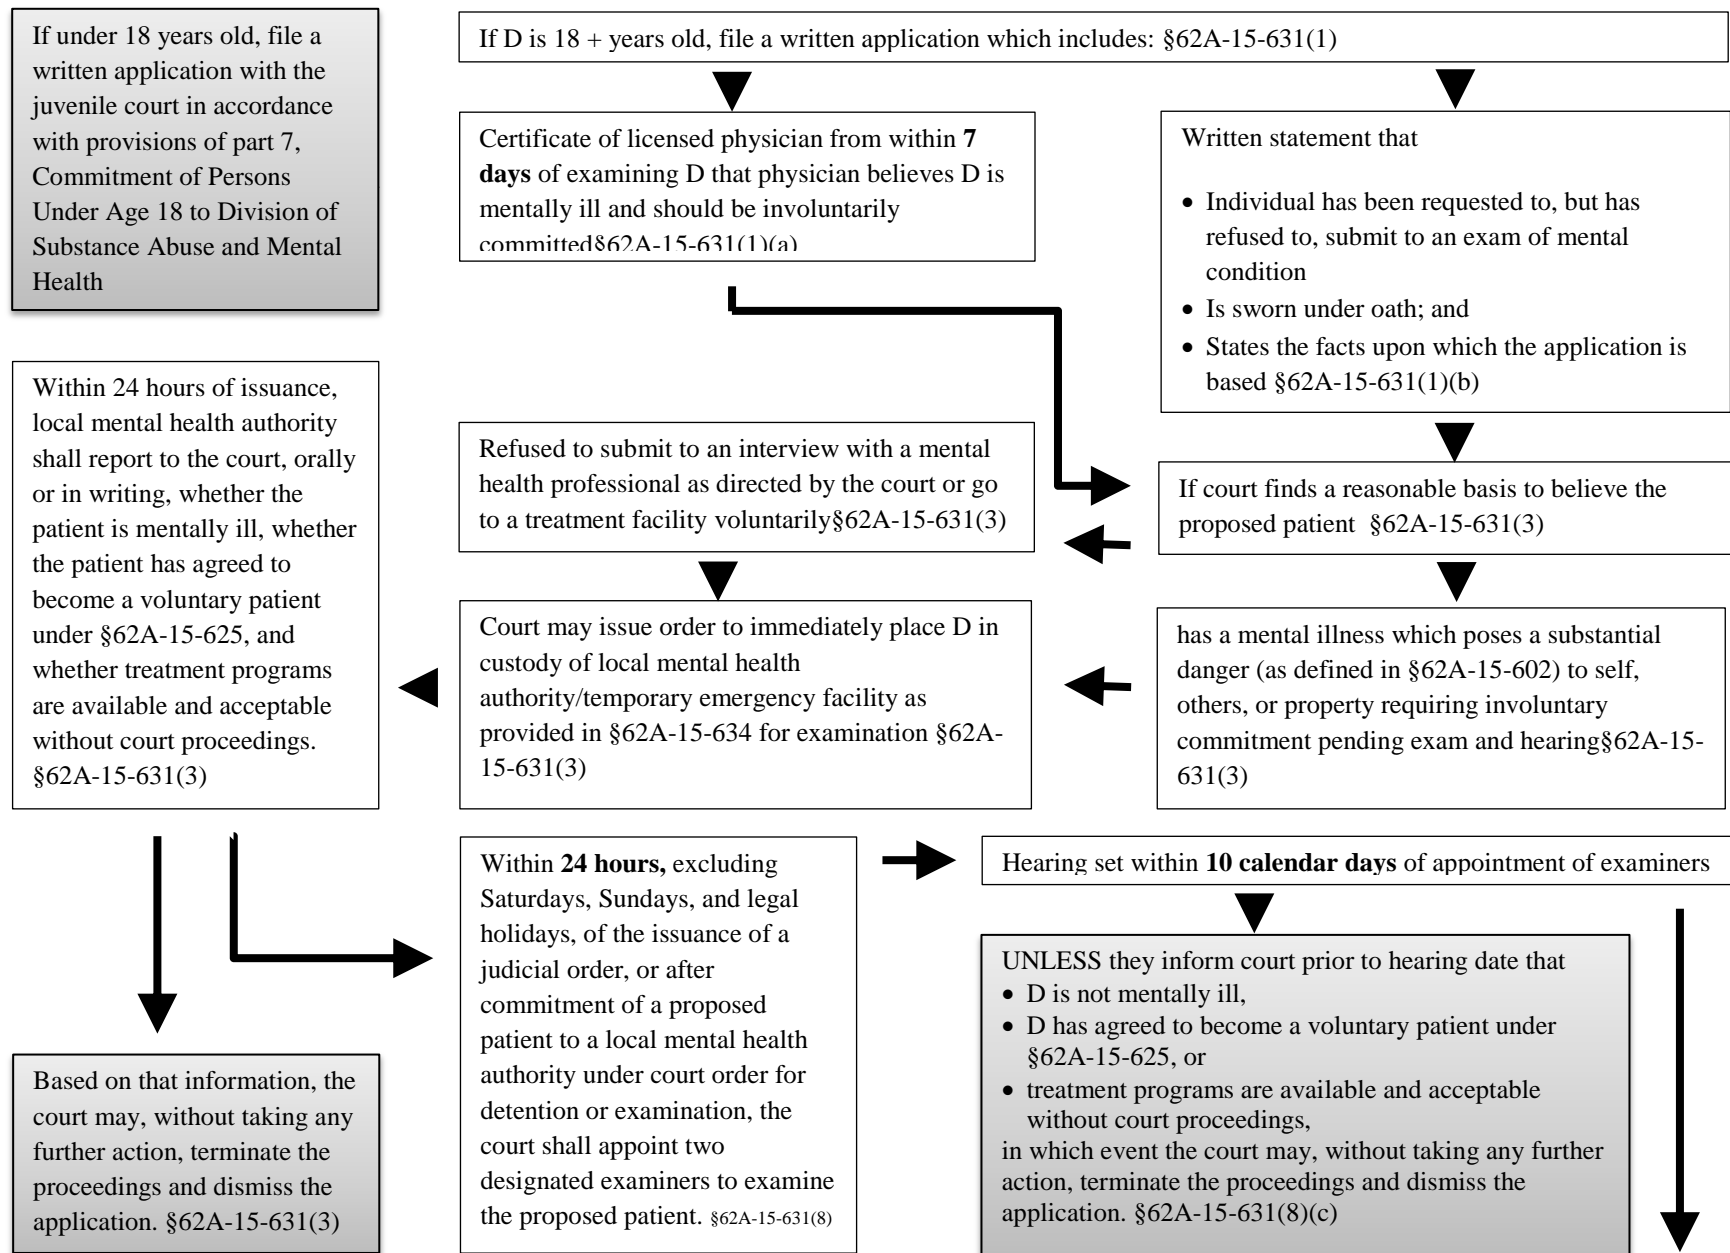 If under 18 years old, file a
written application with the
juvenile court in accordance
with provisions of part 7,
Commitment of Persons
Under Age 18 to Division of
Substance Abuse and Mental
Health
If D is 18 + years old, file a written application which includes: §62A-15-631(1)
Certificate of licensed physician from within 7
days of examining D that physician believes D is
mentally ill and should be involuntarily
committed§62A-15-631(1)(a)
Written statement that
• Individual has been requested to, but has
refused to, submit to an exam of mental
condition
• Is sworn under oath; and
• States the facts upon which the application is
based §62A-15-631(1)(b)
Within 24 hours of issuance,
local mental health authority
shall report to the court, orally
or in writing, whether the
patient is mentally ill, whether
the patient has agreed to
become a voluntary patient
under §62A-15-625, and
whether treatment programs
are available and acceptable
without court proceedings.
§62A-15-631(3)
Refused to submit to an interview with a mental
health professional as directed by the court or go
to a treatment facility voluntarily§62A-15-631(3)
If court finds a reasonable basis to believe the
proposed patient §62A-15-631(3)
Court may issue order to immediately place D in
custody of local mental health
authority/temporary emergency facility as
provided in §62A-15-634 for examination §62A-
15-631(3)
has a mental illness which poses a substantial
danger (as defined in §62A-15-602) to self,
others, or property requiring involuntary
commitment pending exam and hearing§62A-15-
631(3)
Based on that information, the
court may, without taking any
further action, terminate the
proceedings and dismiss the
application. §62A-15-631(3)
Within 24 hours, excluding
Saturdays, Sundays, and legal
holidays, of the issuance of a
judicial order, or after
commitment of a proposed
patient to a local mental health
authority under court order for
detention or examination, the
court shall appoint two
designated examiners to examine
the proposed patient. §62A-15-631(8)
Hearing set within 10 calendar days of appointment of examiners
UNLESS they inform court prior to hearing date that
• D is not mentally ill,
• D has agreed to become a voluntary patient under
§62A-15-625, or
• treatment programs are available and acceptable
without court proceedings,
in which event the court may, without taking any further
action, terminate the proceedings and dismiss the
application. §62A-15-631(8)(c)